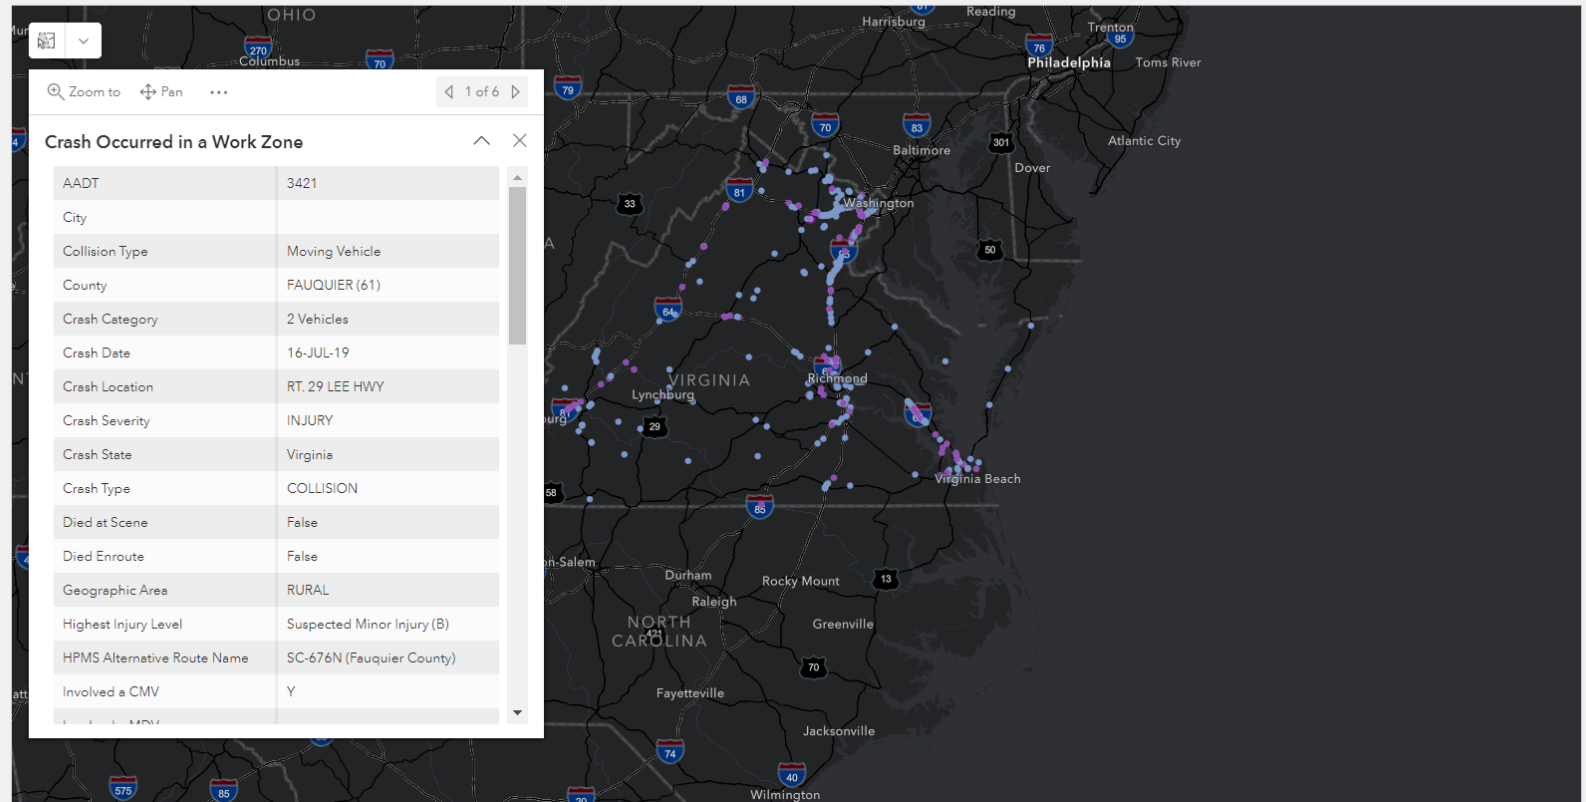 Zoom to
Pan
1 of 6
Crash Occurred in a Work Zone
AADT 3421
City
Collision Type Moving Vehicle
County FAUQUIER (61)
Crash Category 2 Vehicles
Crash Date 16-JUL-19
Crash Location RT. 29 LEE HWY
Crash Severity INJURY
Crash State Virginia
Crash Type COLLISION
Died at Scene False
Died Enroute False
Geographic Area RURAL
Highest Injury Level Suspected Minor Injury (B)
HPMS Alternative Route Name SC-676N (Fauquier County)
Involved a CMV Y
OHIO
Harrisburg
Reading
Trenton
95
270
Columbus
70
76
Philadelphia
Toms River
79
68
70
83
Baltimore
301
Atlantic City
Dover
81
33
Washington
50
95
64
VIRGINIA
Richmond
Lynchburg
81
29
58
Virginia Beach
85
on-Salem
Durham
Rocky Mount
13
Raleigh
NORTH
CAROLINA
421
Greenville
70
Fayetteville
Jacksonville
74
40
575
85
20
Wilmington